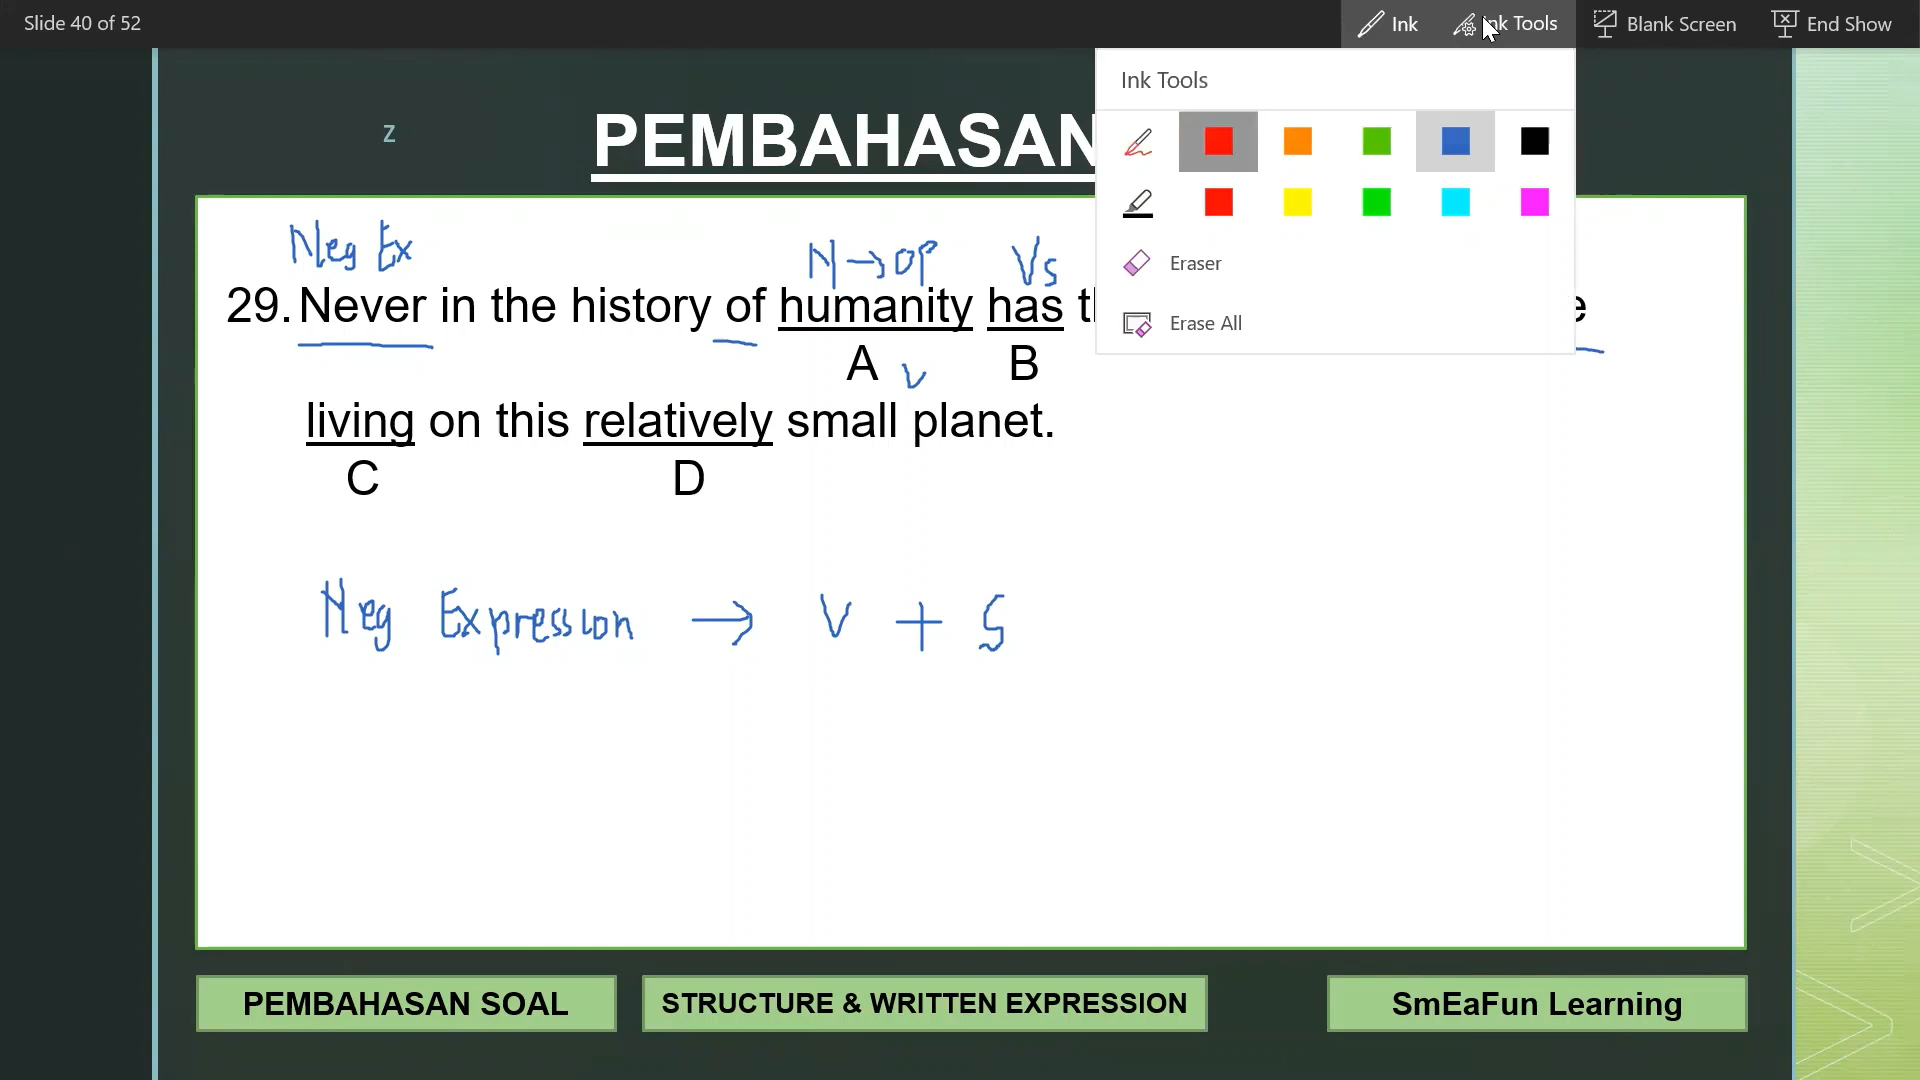 Slide 40 of 52
Ink Ink Tools Blank Screen End Show
Ink Tools
Eraser
Erase All
z
PEMBAHASAN
Neg Ex N → OP Vs
29. Never in the history of humanity has
A v B
living on this relatively small planet.
C D
Neg Expression → V + S
PEMBAHASAN SOAL
STRUCTURE & WRITTEN EXPRESSION
SmEaFun Learning